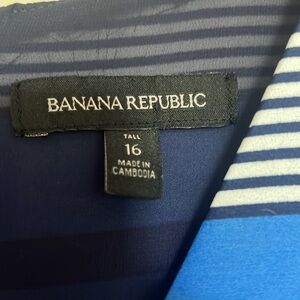 BANANA REPUBLIC
TALL
16
MADE IN
CAMBODIA